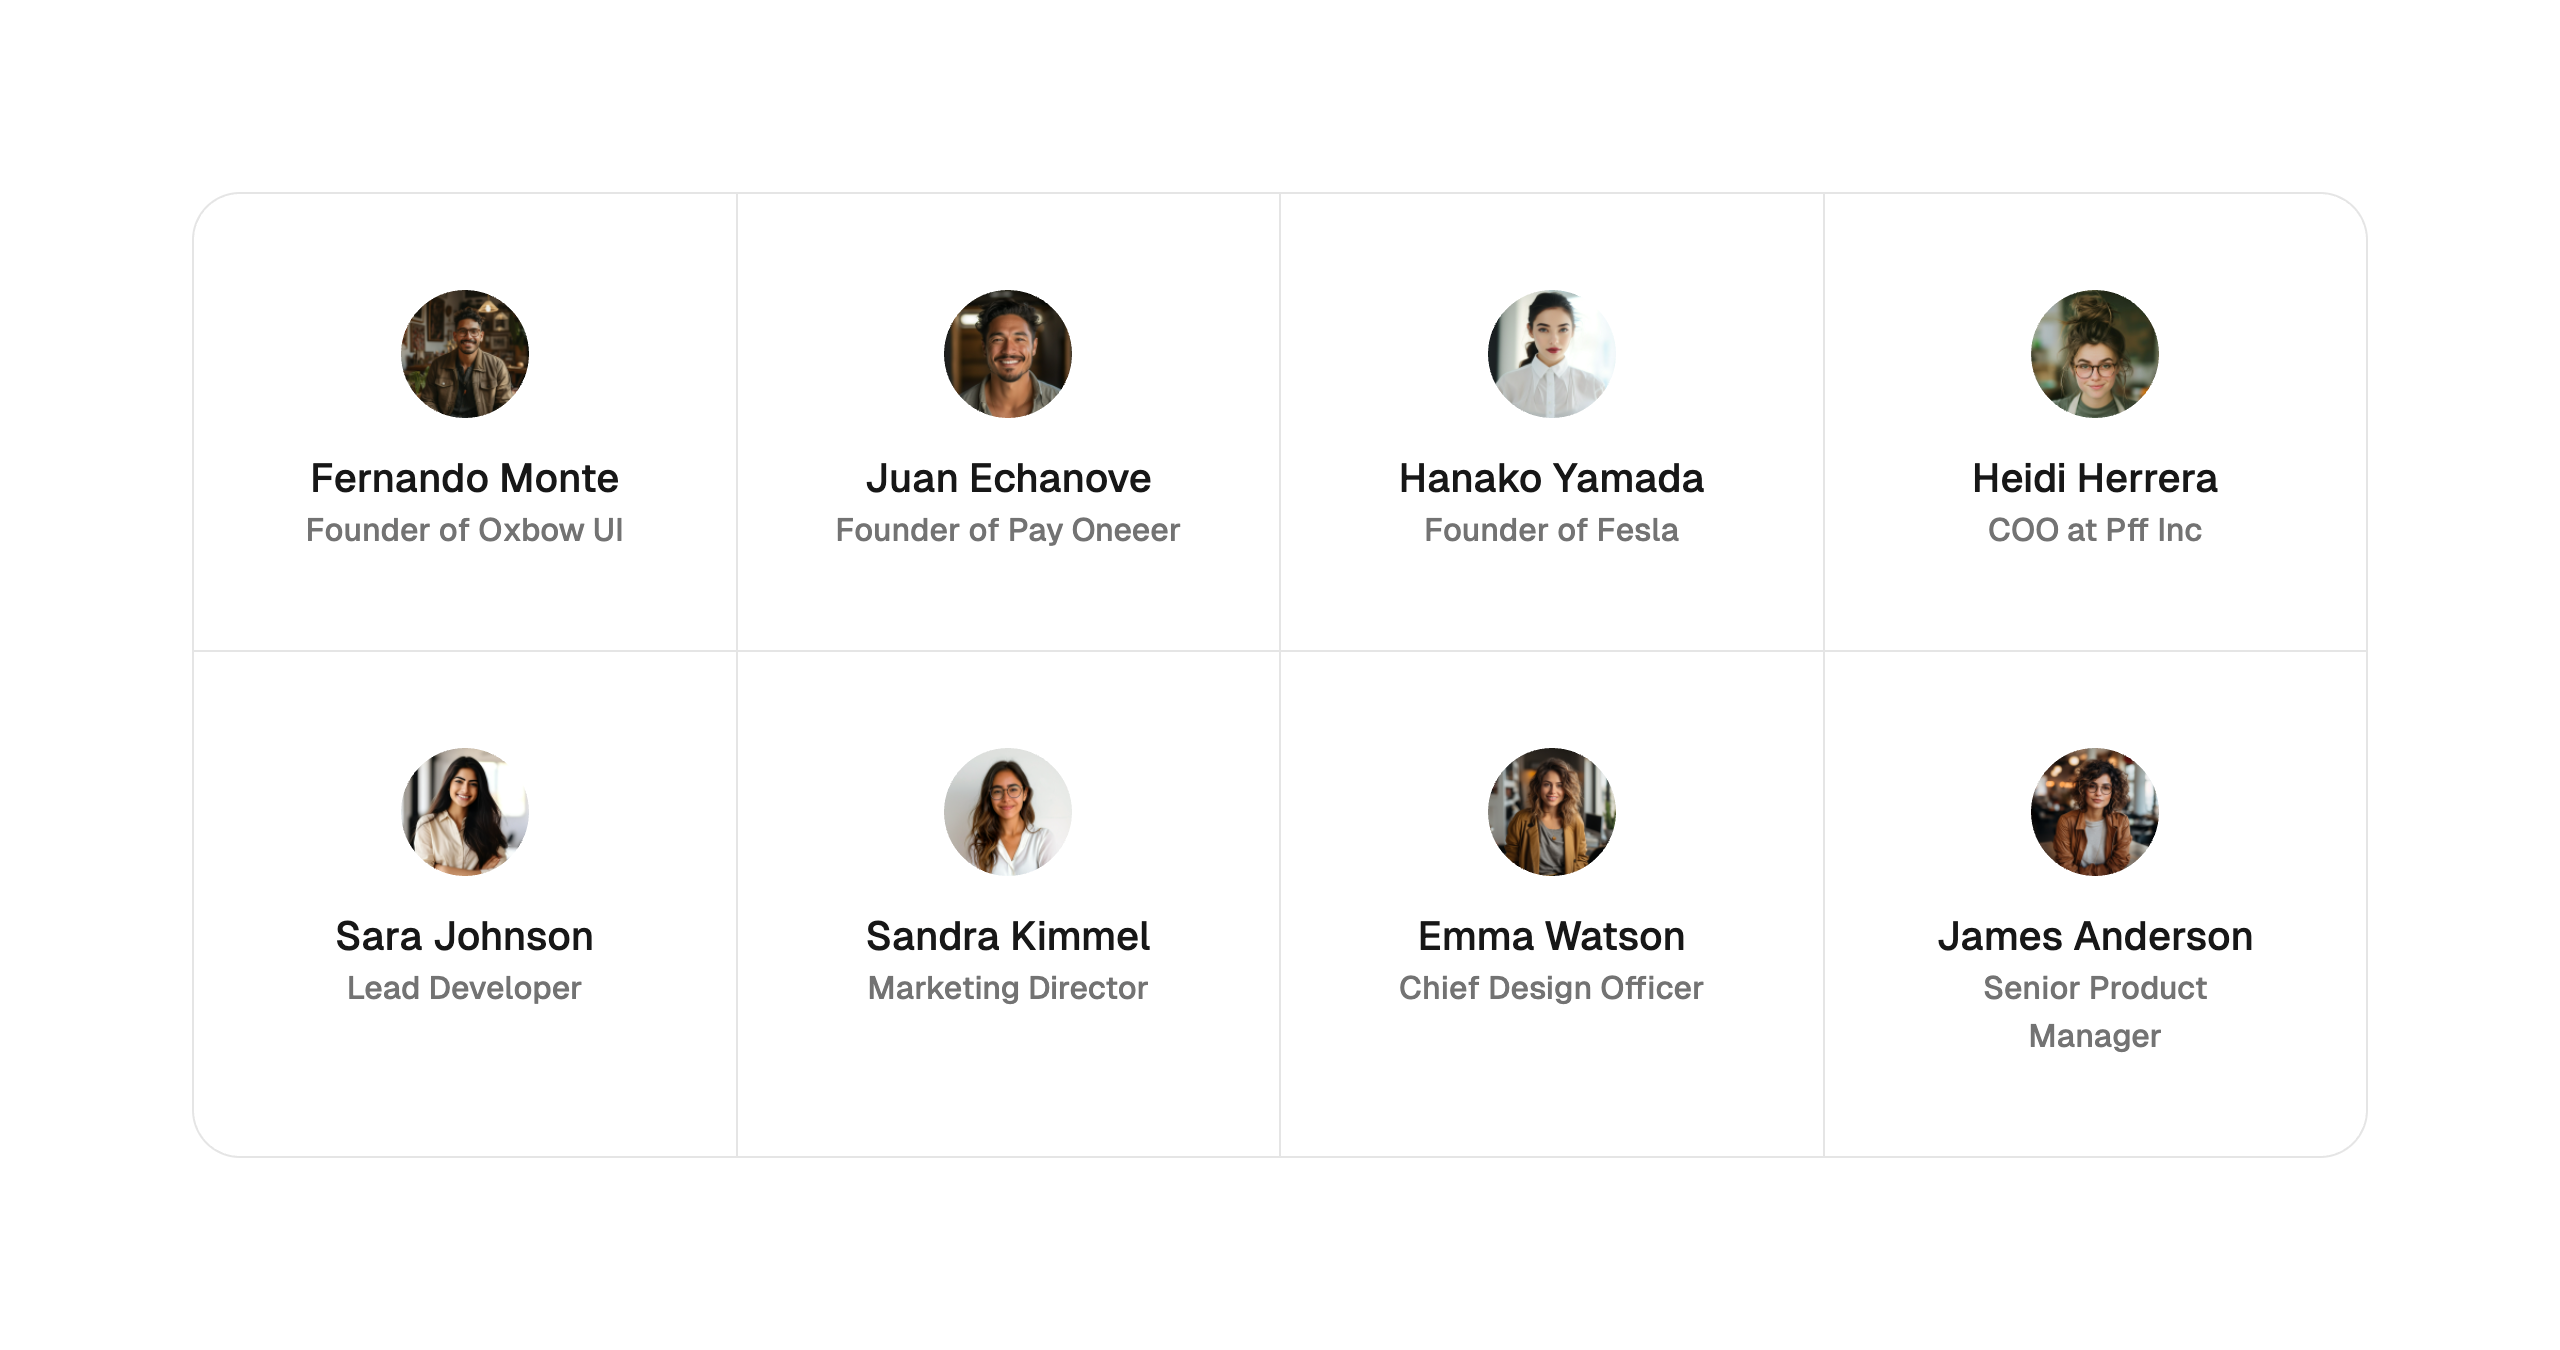 Fernando Monte
Founder of Oxbow UI
Juan Echanove
Founder of Pay Oneeer
Hanako Yamada
Founder of Fesla
Heidi Herrera
COO at Pff Inc
Sara Johnson
Lead Developer
Sandra Kimmel
Marketing Director
Emma Watson
Chief Design Officer
James Anderson
Senior Product
Manager